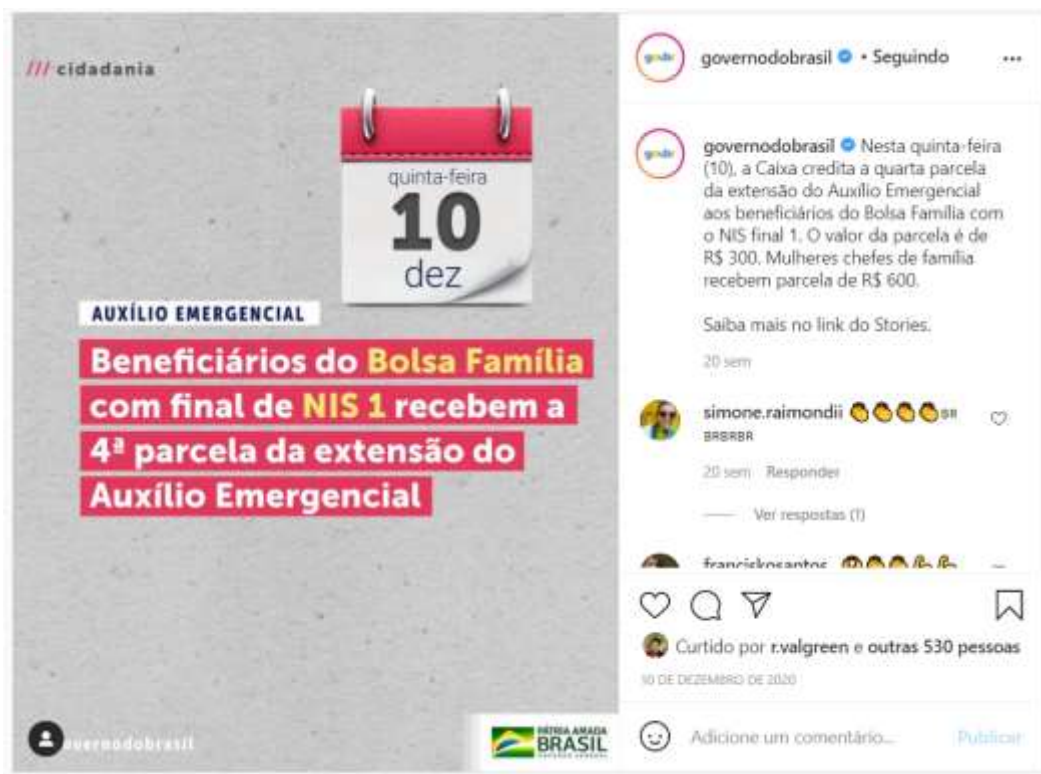 /// cidadania
quinta-feira
10
dez
AUXÍLIO EMERGENCIAL
Beneficiários do Bolsa Família
com final de NIS 1 recebem a
4ª parcela da extensão do
Auxílio Emergencial
governodobrasil
PÁTRIA AMADA
BRASIL
governodobrasil • Seguindo
governodobrasil Nesta quinta-feira
(10), a Caixa credita a quarta parcela
da extensão do Auxílio Emergencial
aos beneficiários do Bolsa Família com
o NIS final 1. O valor da parcela é de
R$ 300. Mulheres chefes de família
recebem parcela de R$ 600.
Saiba mais no link do Stories.
20 sem
simone.raimondii 👏👏👏👏BR
BRBRBR
20 sem Responder
Ver respostas (1)
franciskosantos
Curtido por r.valgreen e outras 530 pessoas
10 DE DEZEMBRO DE 2020
Adicione um comentário... Publicar